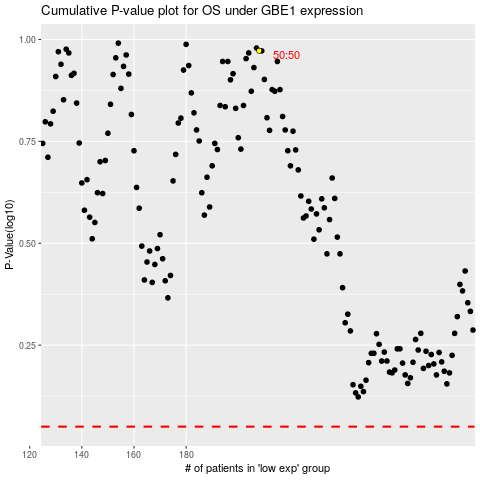 Cumulative P-value plot for OS under GBE1 expression
P-Value(log10)
1.00
0.75
0.50
0.25
50:50
120 140 160 180
# of patients in 'low exp' group